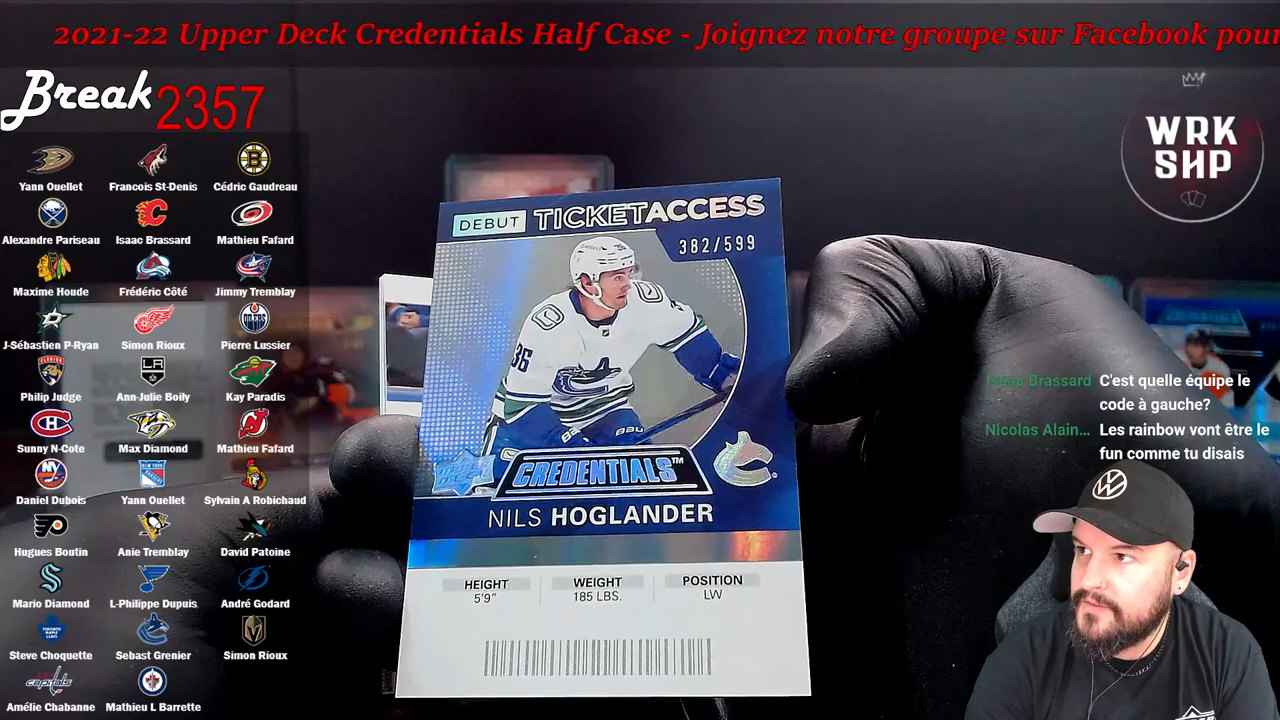 2021-22 Upper Deck Credentials Half Case - Joignez notre groupe sur Facebook pour
Break 2357
WRK
SHP
Yann Ouellet
Francois St-Denis
Cédric Gaudreau
Alexandre Pariseau
Isaac Brassard
Mathieu Fafard
Maxime Houde
Frédéric Côté
Jimmy Tremblay
J-Sébastien P-Ryan
Simon Rioux
Pierre Lussier
Philip Judge
Ann-Julie Boily
Kay Paradis
Sunny N-Cote
Max Diamond
Mathieu Fafard
Daniel Dubois
Yann Ouellet
Sylvain A Robichaud
Hugues Boutin
Anie Tremblay
David Patoine
Mario Diamond
L-Philippe Dupuis
André Godard
Steve Choquette
Sebast Grenier
Simon Rioux
Amélie Chabanne
Mathieu L Barrette
DEBUT TICKETACCESS
382/599
36
CREDENTIALS™
NILS HOGLANDER
HEIGHT
5'9"
WEIGHT
185 LBS.
POSITION
LW
Isaac Brassard C'est quelle équipe le
code à gauche?
Nicolas Alain... Les rainbow vont être le
fun comme tu disais